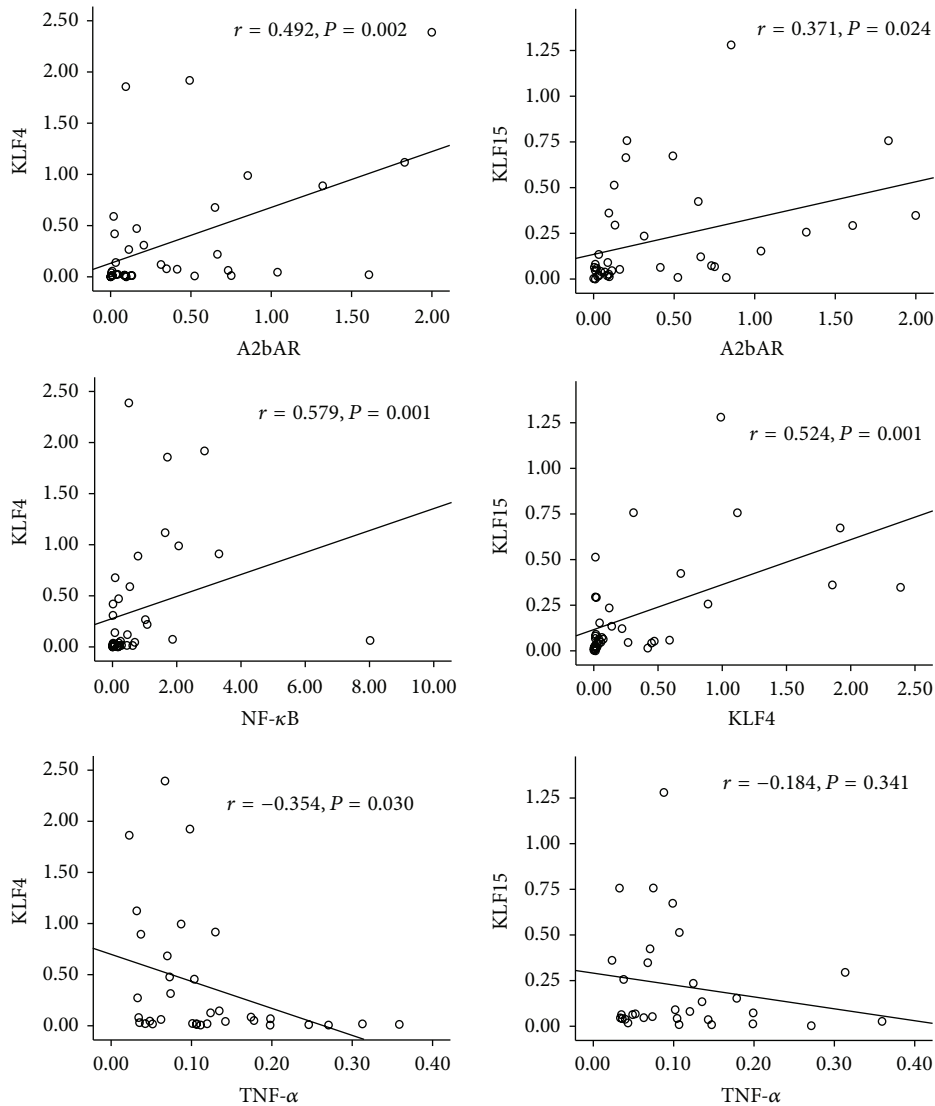 r = 0.492, P = 0.002
KLF4
2.50
2.00
1.50
1.00
0.50
0.00
0.00 0.50 1.00 1.50 2.00
A2bAR
r = 0.371, P = 0.024
KLF15
1.25
1.00
0.75
0.50
0.25
0.00
0.00 0.50 1.00 1.50 2.00
A2bAR
r = 0.579, P = 0.001
KLF4
2.50
2.00
1.50
1.00
0.50
0.00
0.00 2.00 4.00 6.00 8.00 10.00
NF-κB
r = 0.524, P = 0.001
KLF15
1.25
1.00
0.75
0.50
0.25
0.00
0.00 0.50 1.00 1.50 2.00 2.50
KLF4
r = −0.354, P = 0.030
KLF4
2.50
2.00
1.50
1.00
0.50
0.00
0.00 0.10 0.20 0.30 0.40
TNF-α
r = −0.184, P = 0.341
KLF15
1.25
1.00
0.75
0.50
0.25
0.00
0.00 0.10 0.20 0.30 0.40
TNF-α